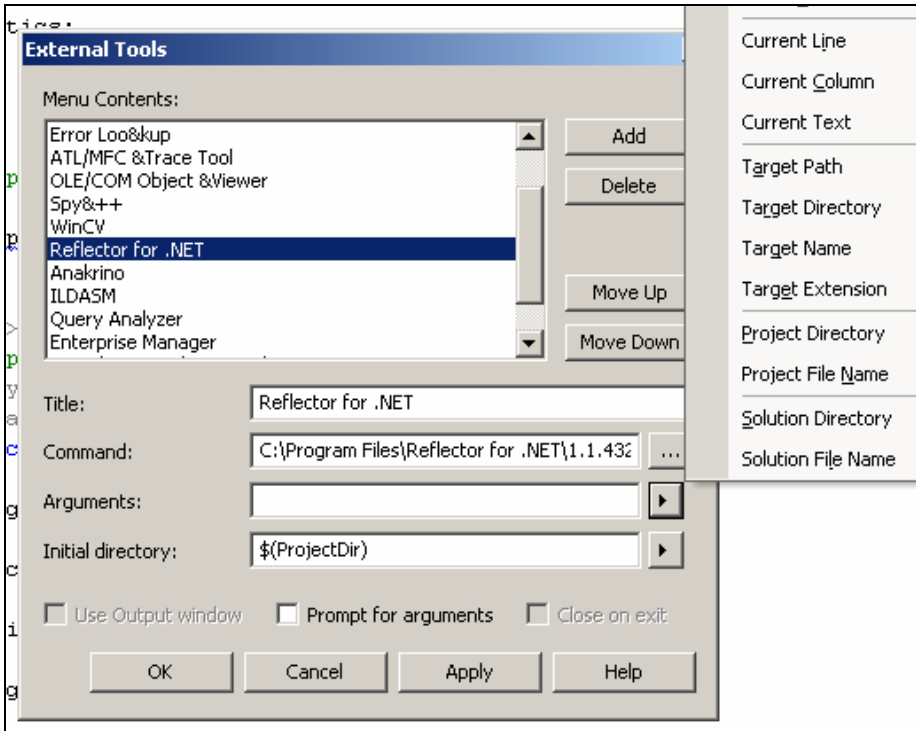 tics:
External Tools
Menu Contents:
Error Loo&kup
ATL/MFC &Trace Tool
OLE/COM Object &Viewer
Spy&++
WinCV
Reflector for .NET
Anakrino
ILDASM
Query Analyzer
Enterprise Manager
Add
Delete
Move Up
Move Down
Title:
Reflector for .NET
Command:
C:\Program Files\Reflector for .NET\1.1.432
...
Arguments:
Initial directory:
$(ProjectDir)
Use Output window
Prompt for arguments
Close on exit
OK
Cancel
Apply
Help
Current Line
Current Column
Current Text
Target Path
Target Directory
Target Name
Target Extension
Project Directory
Project File Name
Solution Directory
Solution File Name
p
p
>
p
y
a
c
g
c
i
g